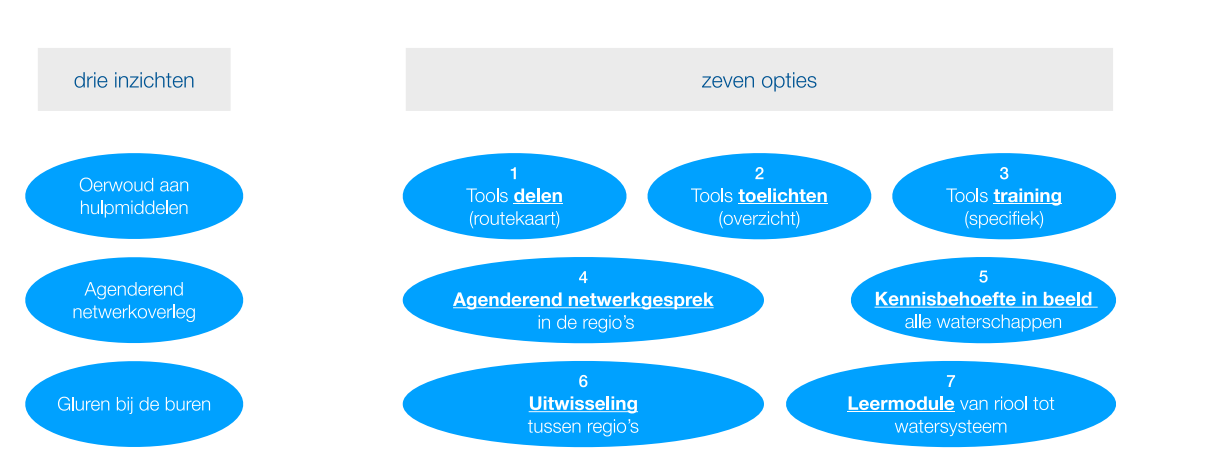 drie inzichten
zeven opties
Oerwoud aan
hulpmiddelen
1
Tools delen
(routekaart)
2
Tools toelichten
(overzicht)
3
Tools training
(specifiek)
Agenderend
netwerkoverleg
4
Agenderend netwerkgesprek
in de regio's
5
Kennisbehoefte in beeld
alle waterschappen
Gluren bij de buren
6
Uitwisseling
tussen regio's
7
Leermodule van riool tot
watersysteem